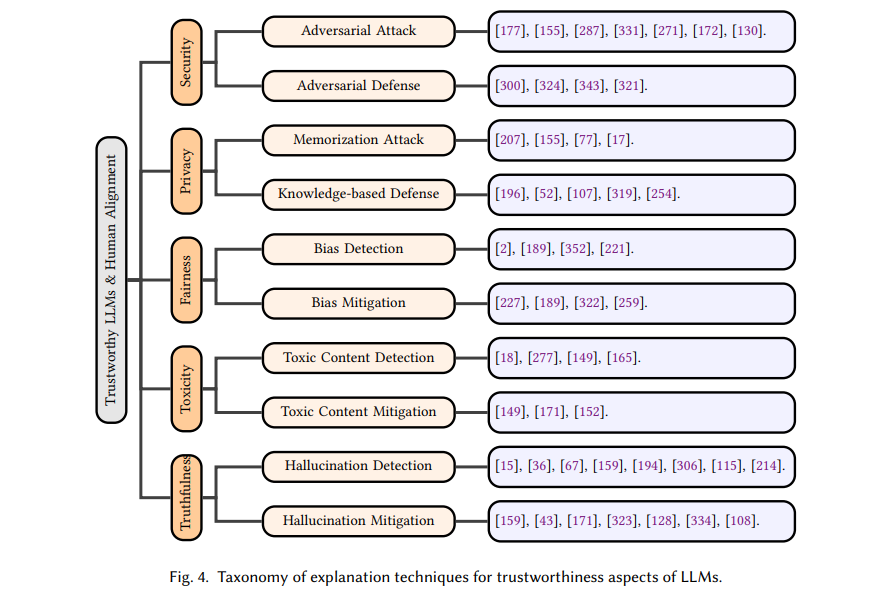 Trustworthy LLMs & Human Alignment
Security
Adversarial Attack
[177], [155], [287], [331], [271], [172], [130].
Adversarial Defense
[300], [324], [343], [321].
Privacy
Memorization Attack
[207], [155], [77], [17].
Knowledge-based Defense
[196], [52], [107], [319], [254].
Fairness
Bias Detection
[2], [189], [352], [221].
Bias Mitigation
[227], [189], [322], [259].
Toxicity
Toxic Content Detection
[18], [277], [149], [165].
Toxic Content Mitigation
[149], [171], [152].
Truthfulness
Hallucination Detection
[15], [36], [67], [159], [194], [306], [115], [214].
Hallucination Mitigation
[159], [43], [171], [323], [128], [334], [108].
Fig. 4. Taxonomy of explanation techniques for trustworthiness aspects of LLMs.